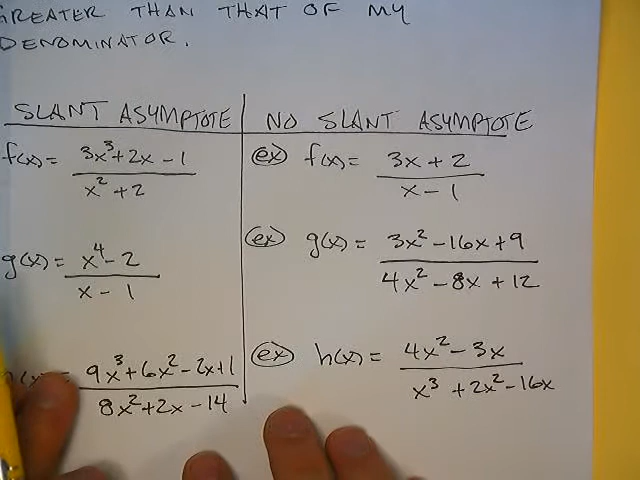 GREATER THAN THAT OF MY
DENOMINATOR.
SLANT ASYMPTOTE
f(x) = 3x³+2x-1 / x²+2
g(x) = x⁴-2 / x-1
h(x) = 9x³+6x²-2x+1 / 8x²+2x-14
NO SLANT ASYMPTOTE
ex) f(x) = 3x+2 / x-1
ex) g(x) = 3x²-16x+9 / 4x²-8x+12
ex) h(x) = 4x²-3x / x³+2x²-16x